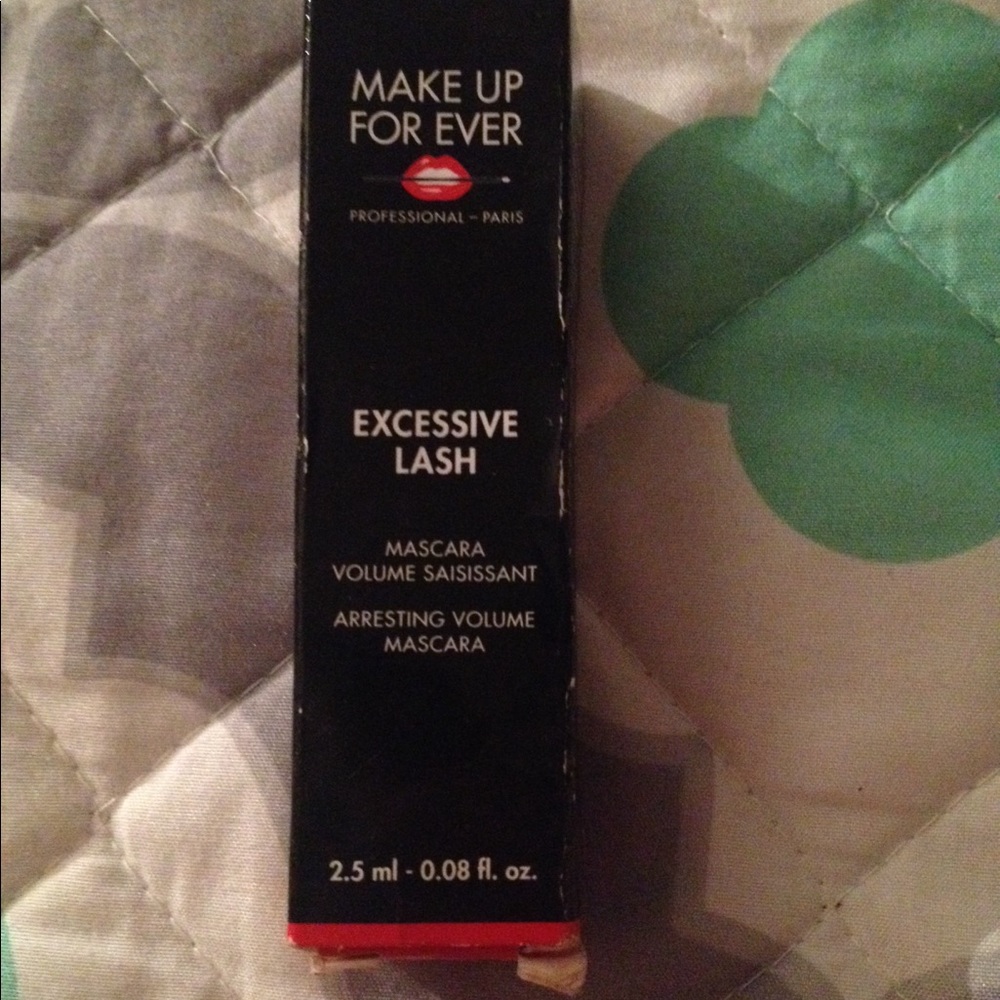 MAKE UP
FOR EVER
PROFESSIONAL – PARIS
EXCESSIVE
LASH
MASCARA
VOLUME SAISISSANT
ARRESTING VOLUME
MASCARA
2.5 ml - 0.08 fl. oz.